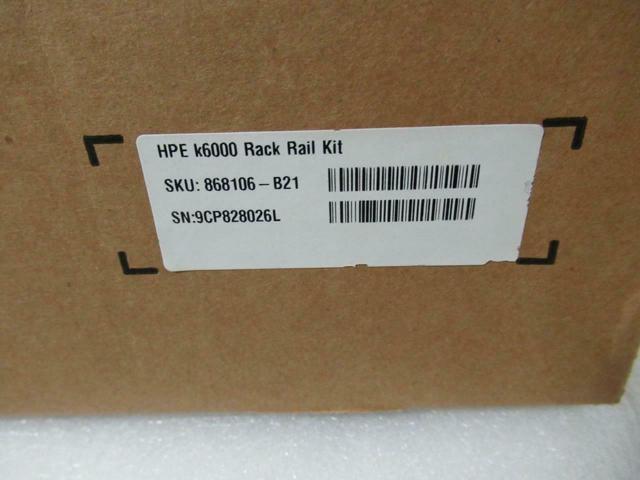 HPE k6000 Rack Rail Kit
SKU: 868106-B21
SN:9CP828026L